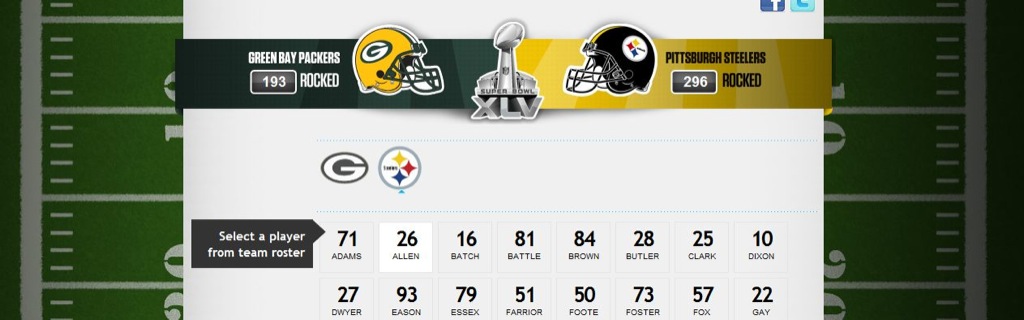 GREEN BAY PACKERS
193 ROCKED
SUPER BOWL
XLV
PITTSBURGH STEELERS
296 ROCKED
G
Steelers
Select a player
from team roster
71 26 16 81 84 28 25 10
ADAMS ALLEN BATCH BATTLE BROWN BUTLER CLARK DIXON
27 93 79 51 50 73 57 22
DWYER EASON ESSEX FARRIOR FOOTE FOSTER FOX GAY